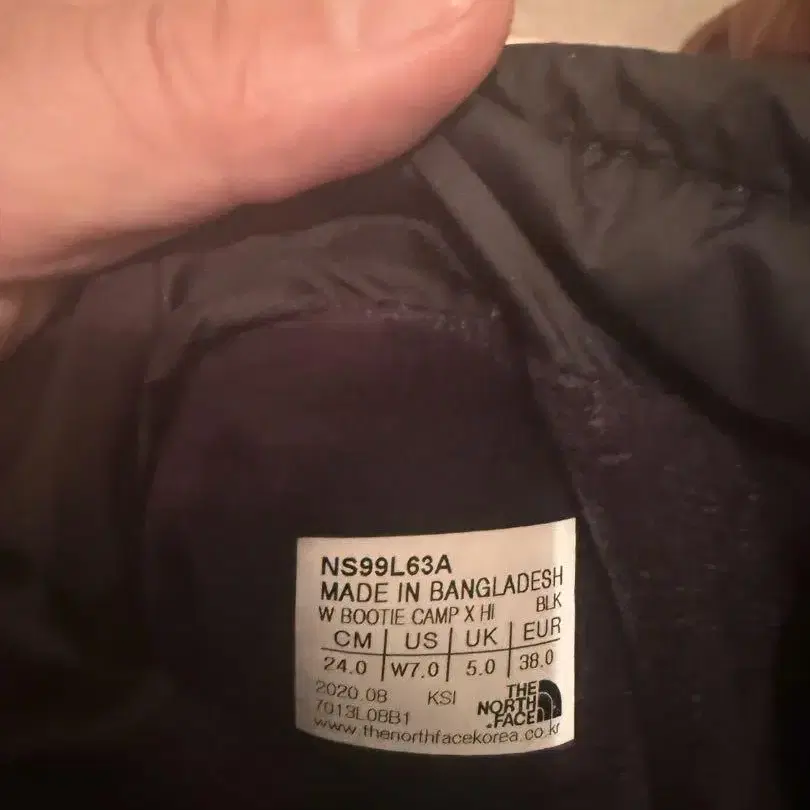 NS99L63A
MADE IN BANGLADESH
W BOOTIE CAMP X HI BLK
CM US UK EUR
24.0 W7.0 5.0 38.0
2020.08 KSI
7013L08B1
THE
NORTH
FACE
www.thenorthfacekorea.co.kr